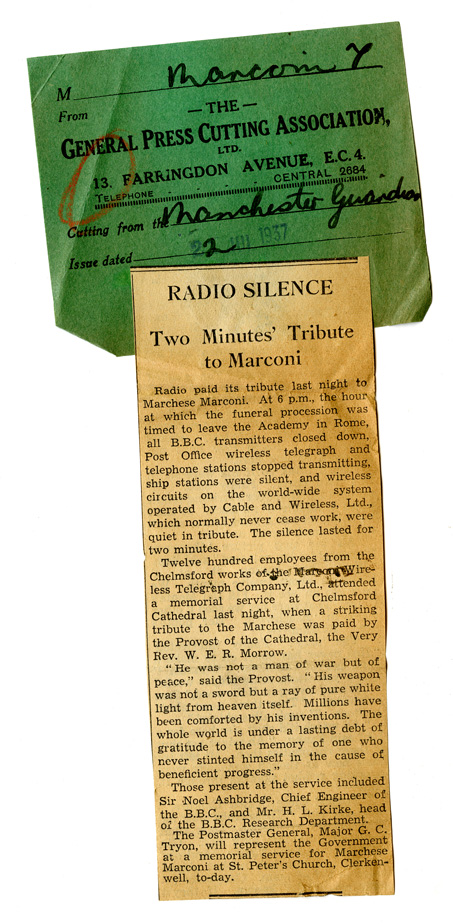 M Marconi Y
From
— THE —
GENERAL PRESS CUTTING ASSOCIATION,
LTD.
13, FARRINGDON AVENUE, E.C.4.
TELEPHONE CENTRAL 2684
Cutting from the Manchester Guardian
Issue dated 2 1937
RADIO SILENCE
Two Minutes' Tribute
to Marconi
Radio paid its tribute last night to
Marchese Marconi. At 6 p.m., the hour
at which the funeral procession was
timed to leave the Academy in Rome,
all B.B.C. transmitters closed down,
Post Office wireless telegraph and
telephone stations stopped transmitting,
ship stations were silent, and wireless
circuits on the world-wide system
operated by Cable and Wireless, Ltd.,
which normally never cease work, were
quiet in tribute. The silence lasted for
two minutes.
Twelve hundred employees from the
Chelmsford works of the Marconi Wire-
less Telegraph Company, Ltd., attended
a memorial service at Chelmsford
Cathedral last night, when a striking
tribute to the Marchese was paid by
the Provost of the Cathedral, the Very
Rev. W. E. R. Morrow.
"He was not a man of war but of
peace," said the Provost. "His weapon
was not a sword but a ray of pure white
light from heaven itself. Millions have
been comforted by his inventions. The
whole world is under a lasting debt of
gratitude to the memory of one who
never stinted himself in the cause of
beneficient progress."
Those present at the service included
Sir Noel Ashbridge, Chief Engineer of
the B.B.C., and Mr. H. L. Kirke, head
of the B.B.C. Research Department.
The Postmaster General, Major G. C.
Tryon, will represent the Government
at a memorial service for Marchese
Marconi at St. Peter's Church, Clerken-
well, to-day.